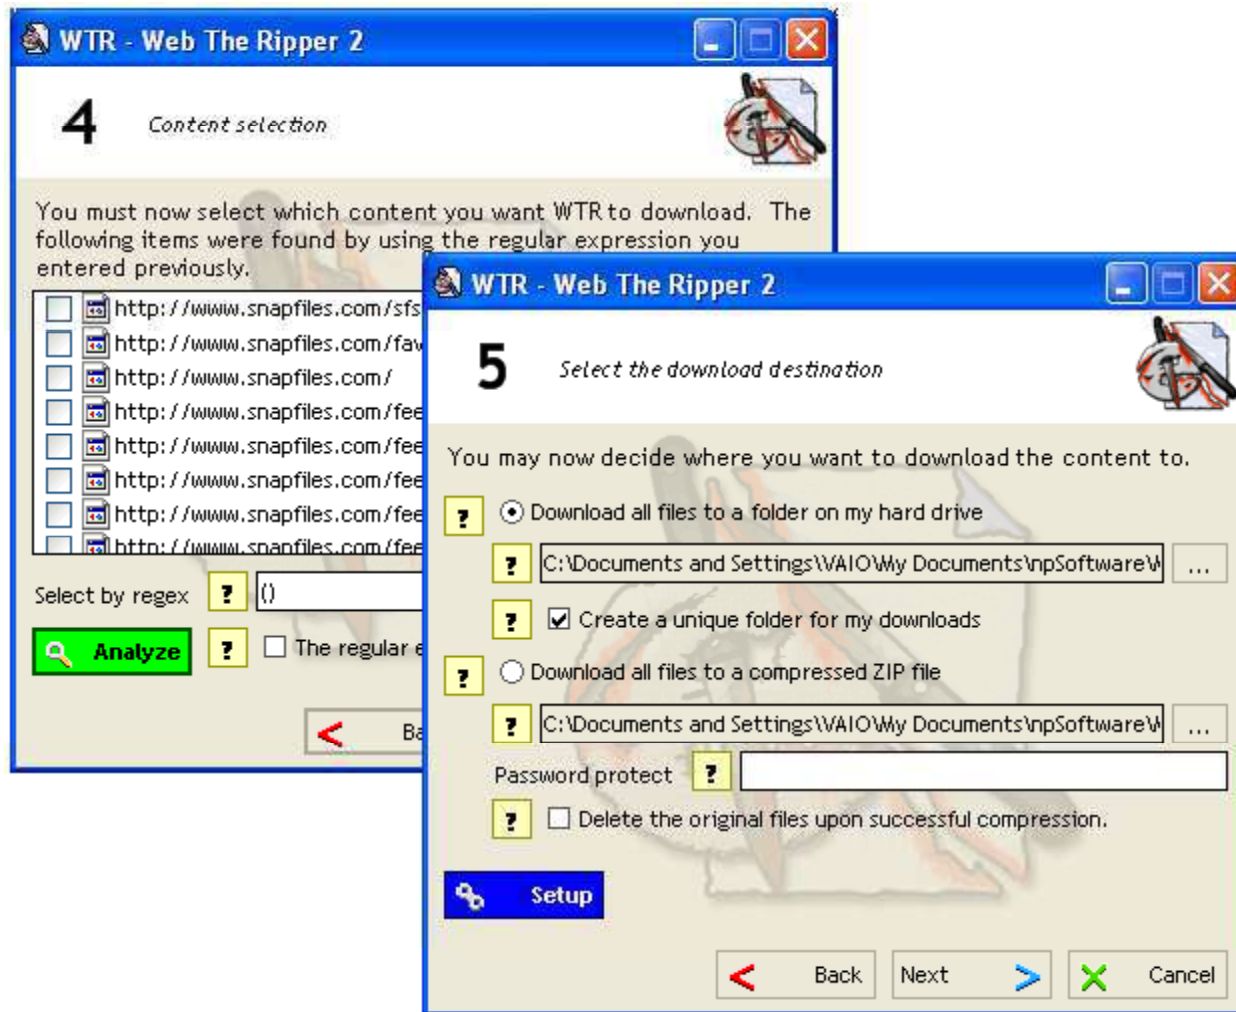 WTR - Web The Ripper 2
4 Content selection
You must now select which content you want WTR to download. The
following items were found by using the regular expression you
entered previously.
http://www.snapfiles.com/sfs
http://www.snapfiles.com/fav
http://www.snapfiles.com/
http://www.snapfiles.com/fee
http://www.snapfiles.com/fee
http://www.snapfiles.com/fee
http://www.snapfiles.com/fee
http://www.snapfiles.com/fee
Select by regex ? ()
Analyze ? The regular e
< Ba
WTR - Web The Ripper 2
5 Select the download destination
You may now decide where you want to download the content to.
? Download all files to a folder on my hard drive
? C:\Documents and Settings\VAIO\My Documents\npSoftware\W ...
? Create a unique folder for my downloads
? Download all files to a compressed ZIP file
? C:\Documents and Settings\VAIO\My Documents\npSoftware\W ...
Password protect ?
? Delete the original files upon successful compression.
Setup
< Back Next > X Cancel